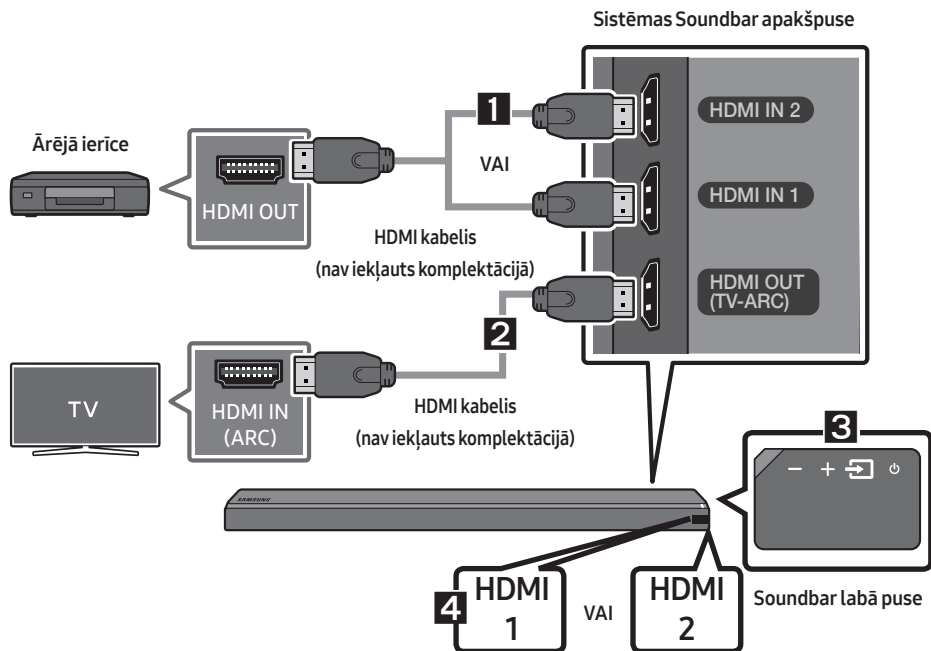 Sistēmas Soundbar apakšpuse
1
HDMI IN 2
Ārējā ierīce
VAI
HDMI OUT
HDMI IN 1
HDMI kabelis
(nav iekļauts komplektācijā)
HDMI OUT
(TV-ARC)
2
TV
HDMI IN
(ARC)
HDMI kabelis
(nav iekļauts komplektācijā)
3
SAMSUNG
4
HDMI
1
VAI
HDMI
2
Soundbar labā puse